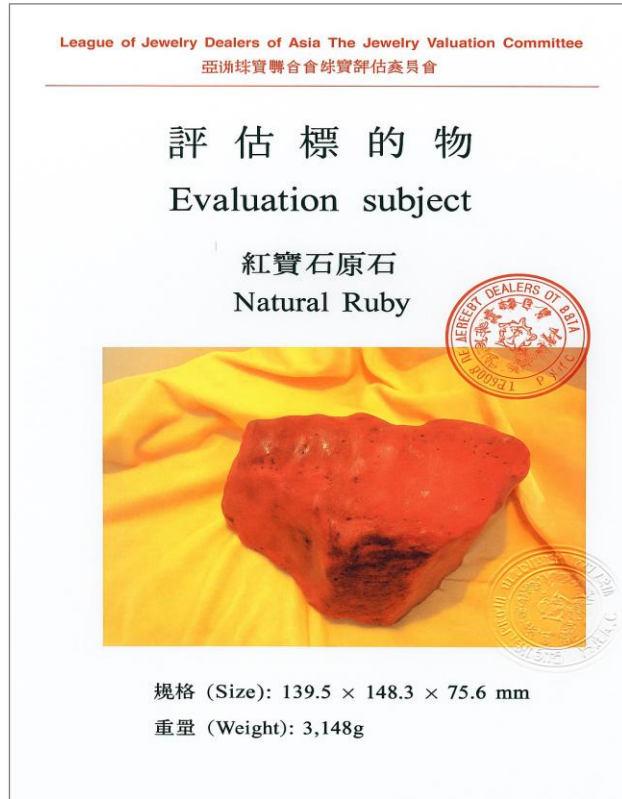 League of Jewelry Dealers of Asia The Jewelry Valuation Committee
亞洲珠寶聯合會珠寶評估委員會
評估標的物
Evaluation subject
紅寶石原石
Natural Ruby
DEALERS
規格 (Size): 139.5 × 148.3 × 75.6 mm
重量 (Weight): 3,148g